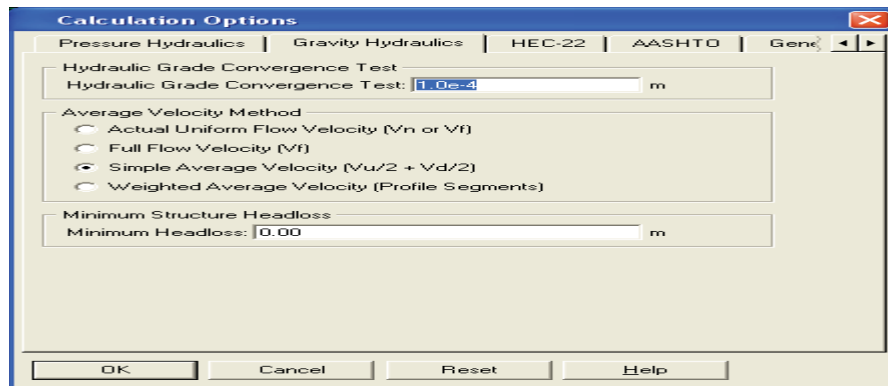 Calculation Options
Pressure Hydraulics Gravity Hydraulics HEC-22 AASHTO Gene
Hydraulic Grade Convergence Test
Hydraulic Grade Convergence Test: 1.0e-4 m
Average Velocity Method
Actual Uniform Flow Velocity (Vn or Vf)
Full Flow Velocity (Vf)
Simple Average Velocity (Vu/2 + Vd/2)
Weighted Average Velocity (Profile Segments)
Minimum Structure Headloss
Minimum Headloss: 0.00 m
OK Cancel Reset Help